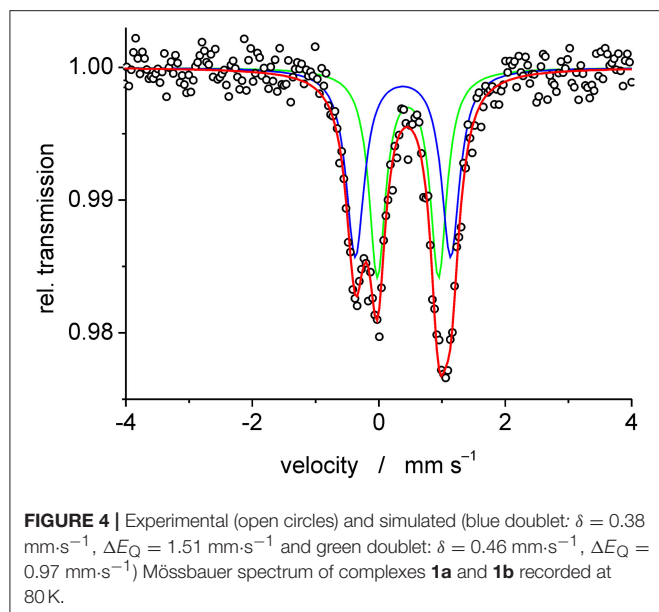 1.00
0.99
0.98
rel. transmission
-4
-2
0
2
4
velocity / mm s⁻¹
FIGURE 4 | Experimental (open circles) and simulated (blue doublet: δ = 0.38
mm·s⁻¹, ΔE_Q = 1.51 mm·s⁻¹ and green doublet: δ = 0.46 mm·s⁻¹, ΔE_Q =
0.97 mm·s⁻¹) Mössbauer spectrum of complexes 1a and 1b recorded at
80 K.